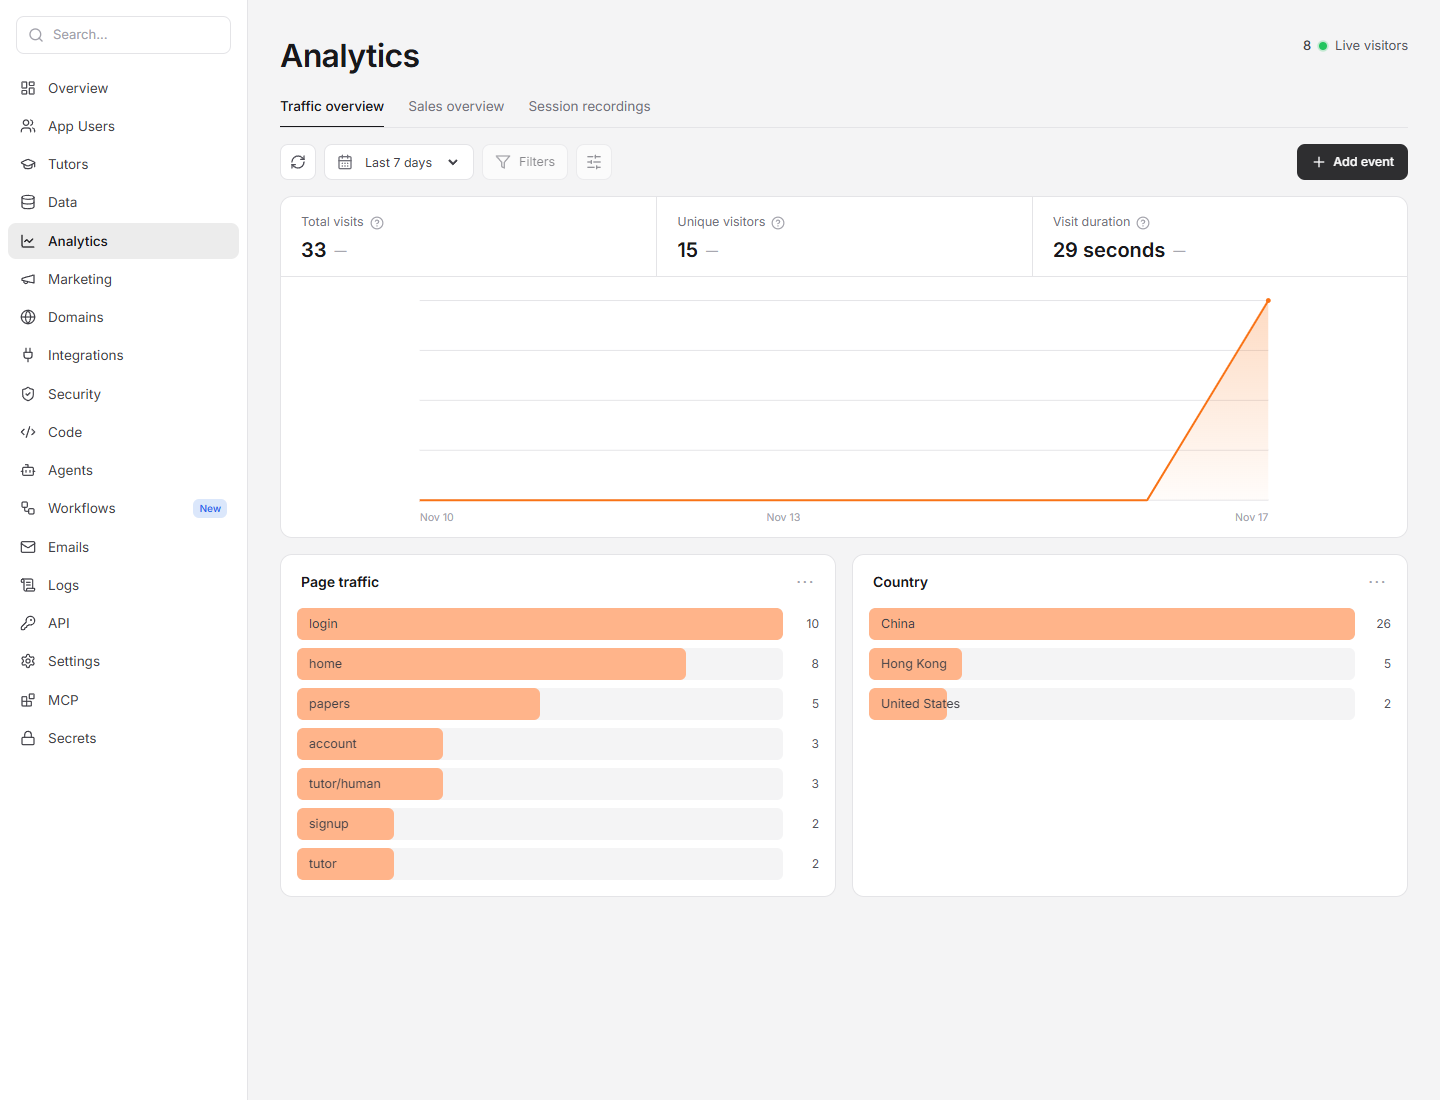 Search...
Overview
App Users
Tutors
Data
Analytics
Marketing
Domains
Integrations
Security
Code
Agents
Workflows New
Emails
Logs
API
Settings
MCP
Secrets
Analytics
8 Live visitors
Traffic overview Sales overview Session recordings
Last 7 days Filters
+ Add event
Total visits
33 —
Unique visitors
15 —
Visit duration
29 seconds —
Nov 10 Nov 13 Nov 17
Page traffic
login 10
home 8
papers 5
account 3
tutor/human 3
signup 2
tutor 2
Country
China 26
Hong Kong 5
United States 2